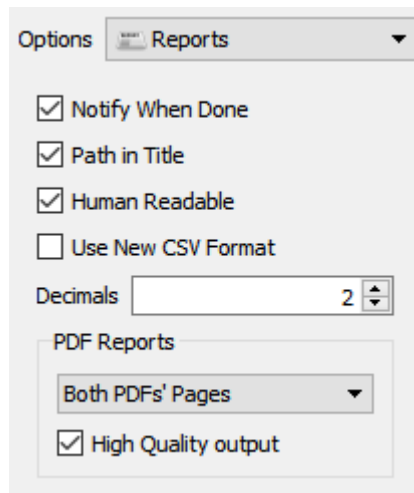 Options Reports
Notify When Done
Path in Title
Human Readable
Use New CSV Format
Decimals 2
PDF Reports
Both PDFs' Pages
High Quality output